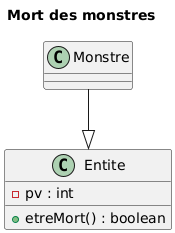 Mort des monstres
C Monstre
C Entite
pv : int
etreMort() : boolean